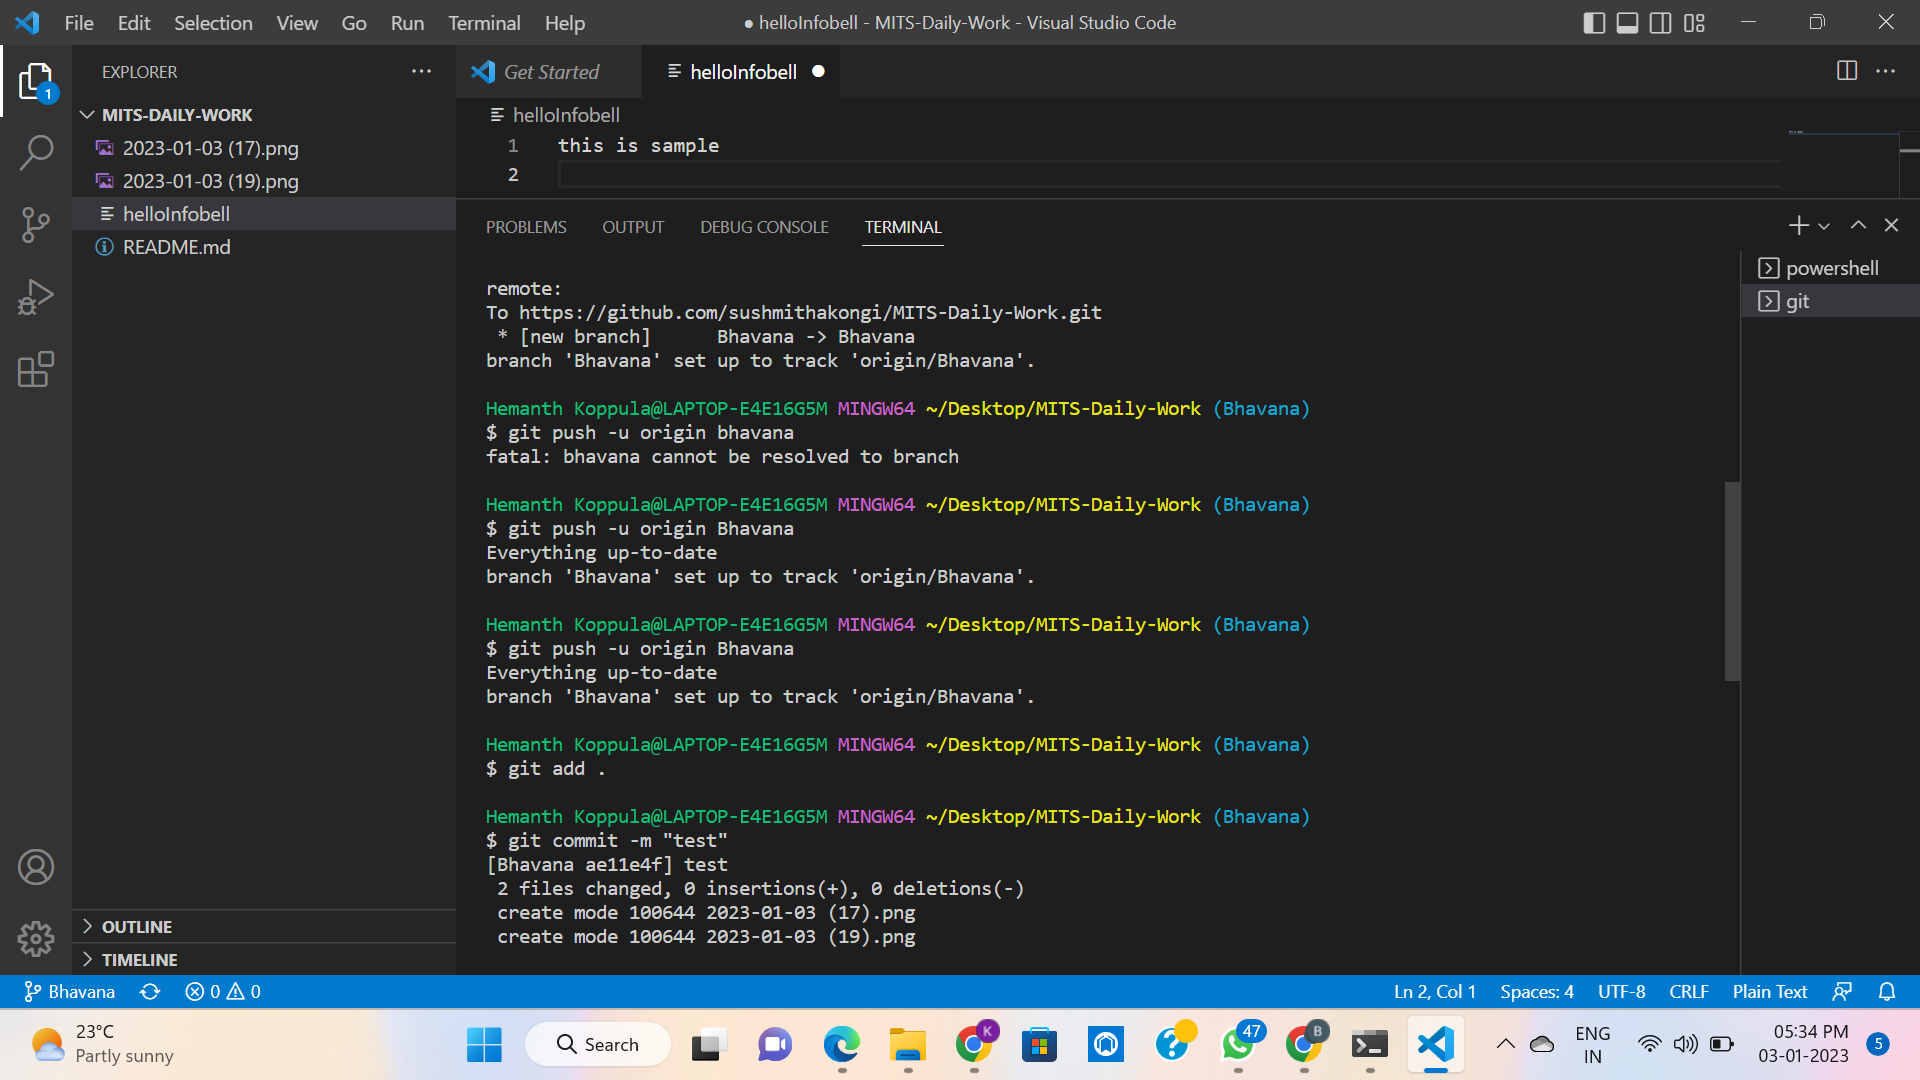 File Edit Selection View Go Run Terminal Help
● helloInfobell - MITS-Daily-Work - Visual Studio Code
EXPLORER
1
MITS-DAILY-WORK
2023-01-03 (17).png
2023-01-03 (19).png
helloInfobell
README.md
OUTLINE
TIMELINE
Get Started
helloInfobell
helloInfobell
1 this is sample
2
PROBLEMS OUTPUT DEBUG CONSOLE TERMINAL
powershell
git
remote:
To https://github.com/sushmithakongi/MITS-Daily-Work.git
* [new branch] Bhavana -> Bhavana
branch 'Bhavana' set up to track 'origin/Bhavana'.
Hemanth Koppula@LAPTOP-E4E16G5M MINGW64 ~/Desktop/MITS-Daily-Work (Bhavana)
$ git push -u origin bhavana
fatal: bhavana cannot be resolved to branch
Hemanth Koppula@LAPTOP-E4E16G5M MINGW64 ~/Desktop/MITS-Daily-Work (Bhavana)
$ git push -u origin Bhavana
Everything up-to-date
branch 'Bhavana' set up to track 'origin/Bhavana'.
Hemanth Koppula@LAPTOP-E4E16G5M MINGW64 ~/Desktop/MITS-Daily-Work (Bhavana)
$ git push -u origin Bhavana
Everything up-to-date
branch 'Bhavana' set up to track 'origin/Bhavana'.
Hemanth Koppula@LAPTOP-E4E16G5M MINGW64 ~/Desktop/MITS-Daily-Work (Bhavana)
$ git add .
Hemanth Koppula@LAPTOP-E4E16G5M MINGW64 ~/Desktop/MITS-Daily-Work (Bhavana)
$ git commit -m "test"
[Bhavana ae11e4f] test
2 files changed, 0 insertions(+), 0 deletions(-)
create mode 100644 2023-01-03 (17).png
create mode 100644 2023-01-03 (19).png
Bhavana 0 0
Ln 2, Col 1 Spaces: 4 UTF-8 CRLF Plain Text
23°C
Partly sunny
Search
K
47
B
ENG
IN
05:34 PM
03-01-2023
5